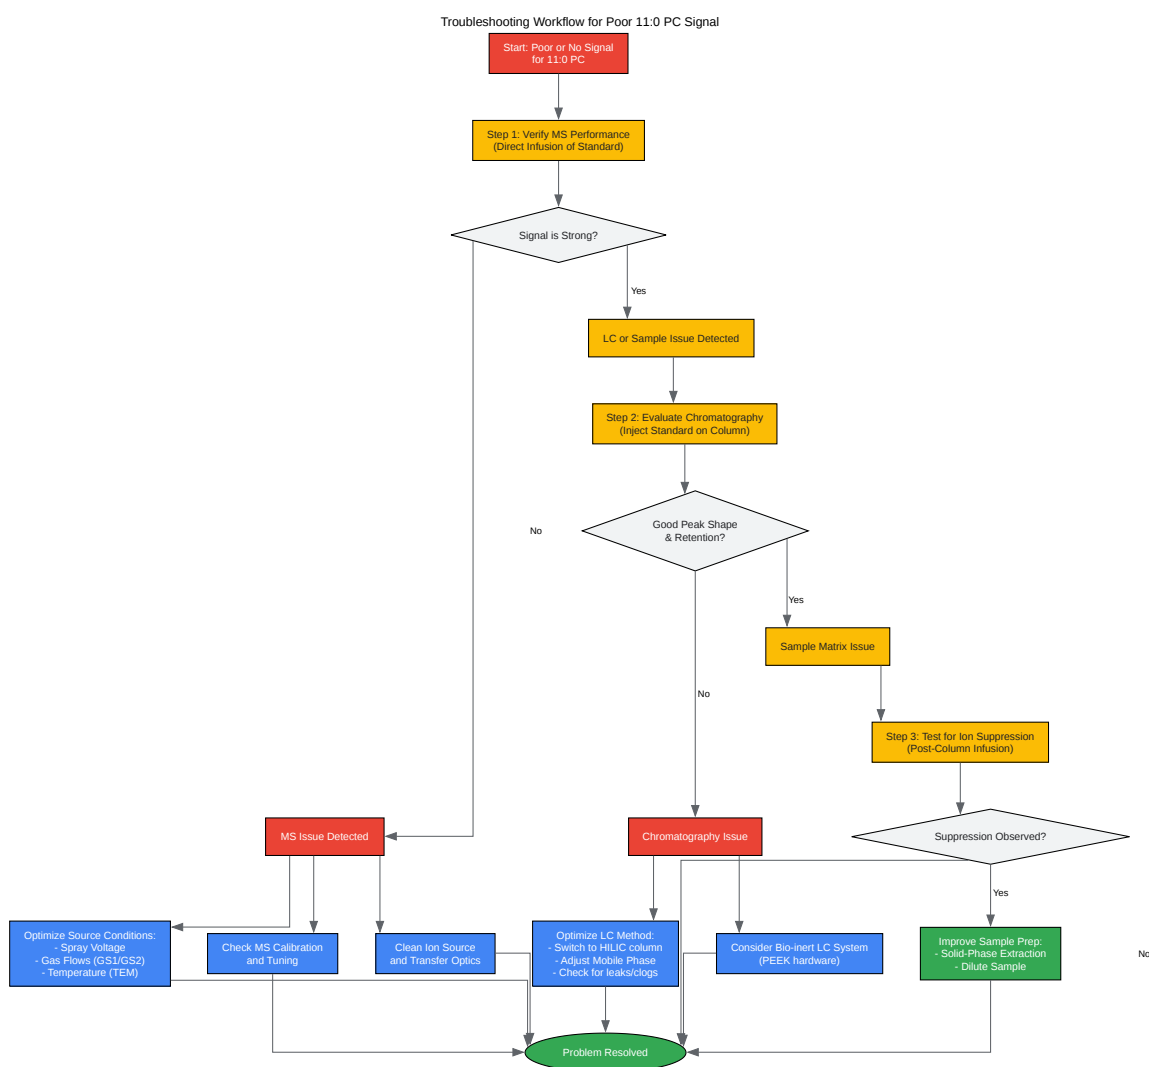 Troubleshooting Workflow for Poor 11:0 PC Signal
Start: Poor or No Signal
for 11:0 PC
Step 1: Verify MS Performance
(Direct Infusion of Standard)
Signal is Strong?
Yes
LC or Sample Issue Detected
Step 2: Evaluate Chromatography
(Inject Standard on Column)
Good Peak Shape
& Retention?
No
Yes
Sample Matrix Issue
No
Step 3: Test for Ion Suppression
(Post-Column Infusion)
MS Issue Detected
Chromatography Issue
Suppression Observed?
Yes
Optimize Source Conditions:
- Spray Voltage
- Gas Flows (GS1/GS2)
- Temperature (TEM)
Check MS Calibration
and Tuning
Clean Ion Source
and Transfer Optics
Optimize LC Method:
- Switch to HILIC column
- Adjust Mobile Phase
- Check for leaks/clogs
Consider Bio-inert LC System
(PEEK hardware)
Improve Sample Prep:
- Solid-Phase Extraction
- Dilute Sample
No
Problem Resolved